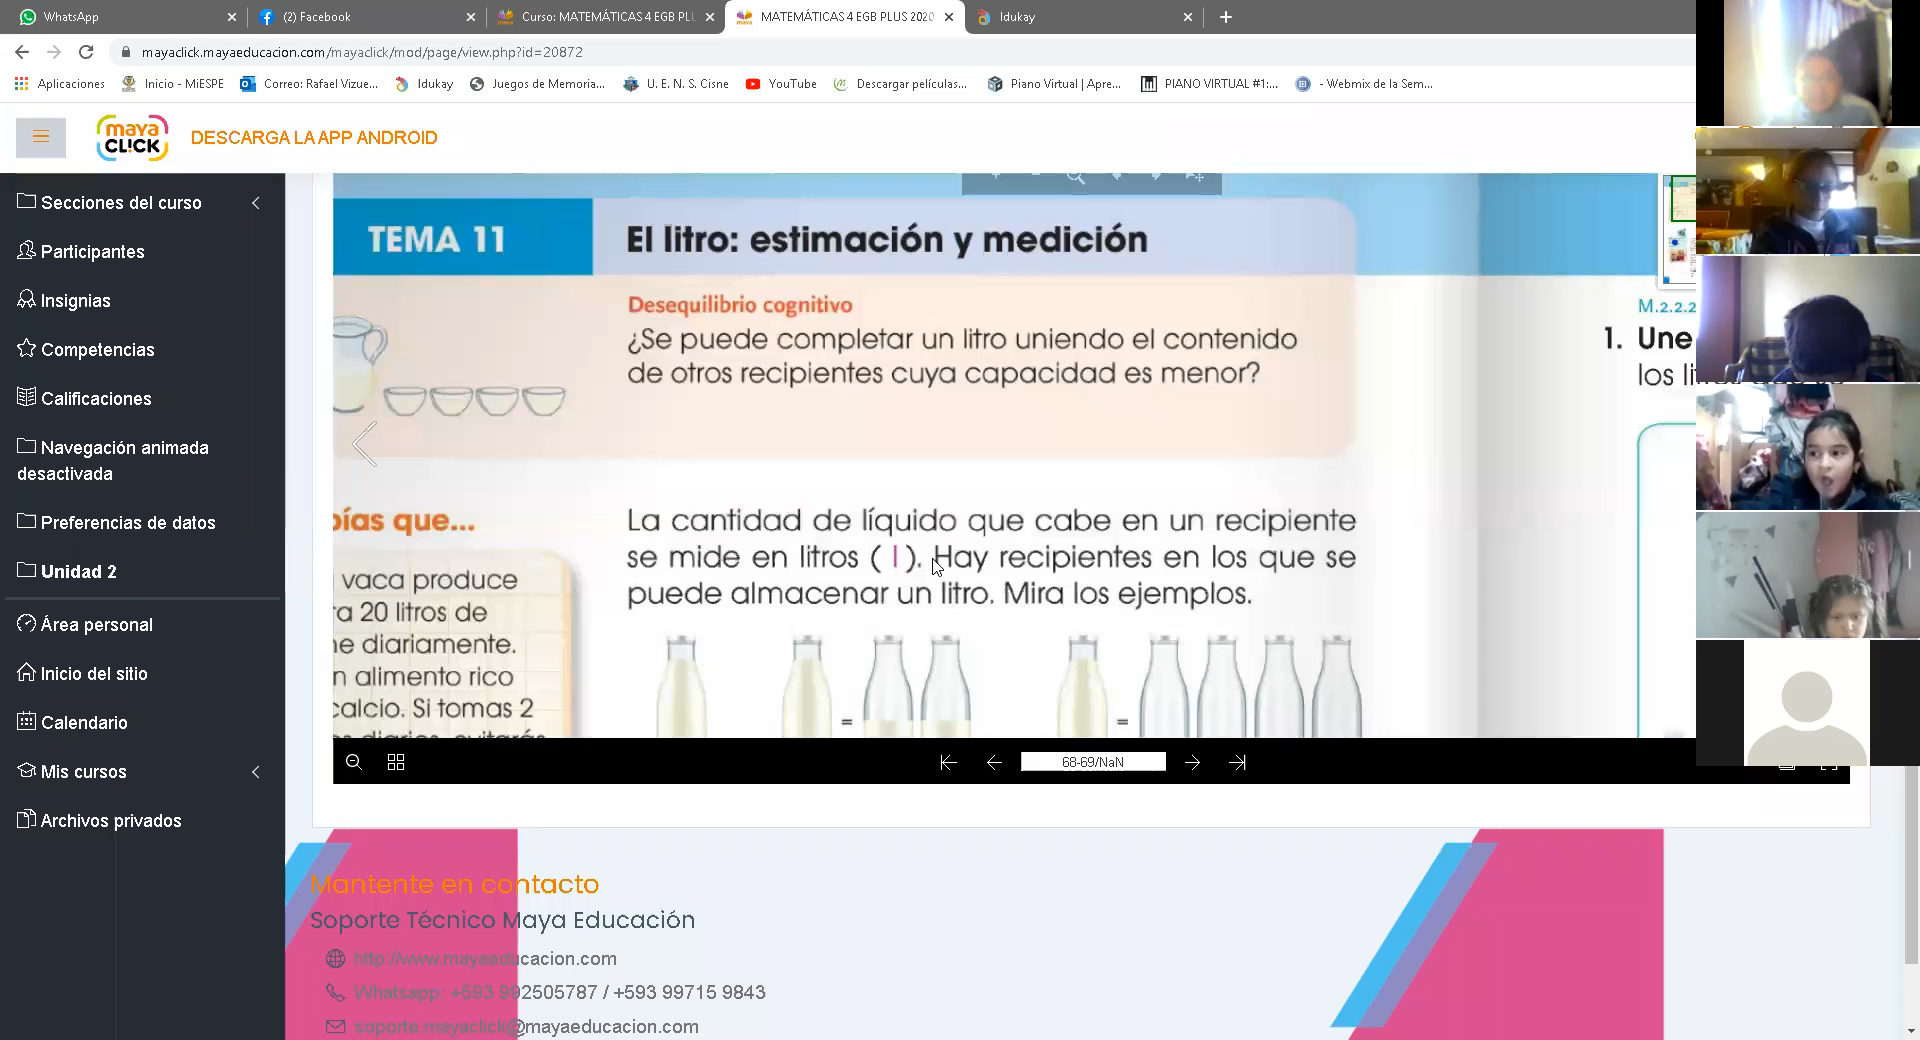 WhatsApp
(2) Facebook
Curso: MATEMÁTICAS 4 EGB PLU
MATEMÁTICAS 4 EGB PLUS 2020
Idukay
mayaclick.mayaeducacion.com/mayaclick/mod/page/view.php?id=20872
Aplicaciones
Inicio - MiESPE
Correo: Rafael Vizue...
Idukay
Juegos de Memoria...
U. E. N. S. Cisne
YouTube
Descargar películas...
Piano Virtual | Apre...
PIANO VIRTUAL #1:...
- Webmix de la Sem...
maya
CLICK
DESCARGA LA APP ANDROID
Secciones del curso
Participantes
Insignias
Competencias
Calificaciones
Navegación animada
desactivada
Preferencias de datos
Unidad 2
Área personal
Inicio del sitio
Calendario
Mis cursos
Archivos privados
TEMA 11
El litro: estimación y medición
Desequilibrio cognitivo
¿Se puede completar un litro uniendo el contenido
de otros recipientes cuya capacidad es menor?
ías que...
vaca produce
a 20 litros de
e diariamente.
n alimento rico
calcio. Si tomas 2
La cantidad de líquido que cabe en un recipiente
se mide en litros ( l ). Hay recipientes en los que se
puede almacenar un litro. Mira los ejemplos.
=
=
M.2.2.2
1. Une
los li
68-69/NaN
Mantente en contacto
Soporte Técnico Maya Educación
http://www.mayaeducacion.com
Whatsapp: +593 992505787 / +593 99715 9843
soporte.mayaclick@mayaeducacion.com